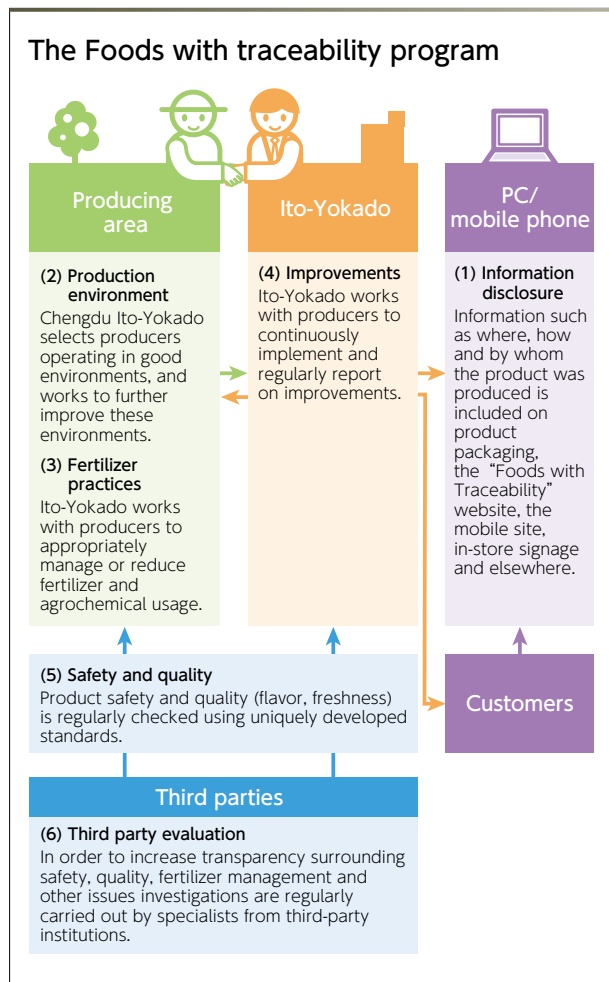 The Foods with traceability program
Producing
area
(2) Production
environment
Chengdu Ito-Yokado
selects producers
operating in good
environments, and
works to further
improve these
environments.
(3) Fertilizer
practices
Ito-Yokado works
with producers to
appropriately
manage or reduce
fertilizer and
agrochemical usage.
Ito-Yokado
(4) Improvements
Ito-Yokado works
with producers to
continuously
implement and
regularly report
on improvements.
PC/
mobile phone
(1) Information
disclosure
Information such
as where, how
and by whom
the product was
produced is
included on
product
packaging,
the “Foods with
Traceability”
website, the
mobile site,
in-store signage
and elsewhere.
(5) Safety and quality
Product safety and quality (flavor, freshness)
is regularly checked using uniquely developed
standards.
Customers
Third parties
(6) Third party evaluation
In order to increase transparency surrounding
safety, quality, fertilizer management and
other issues investigations are regularly
carried out by specialists from third-party
institutions.